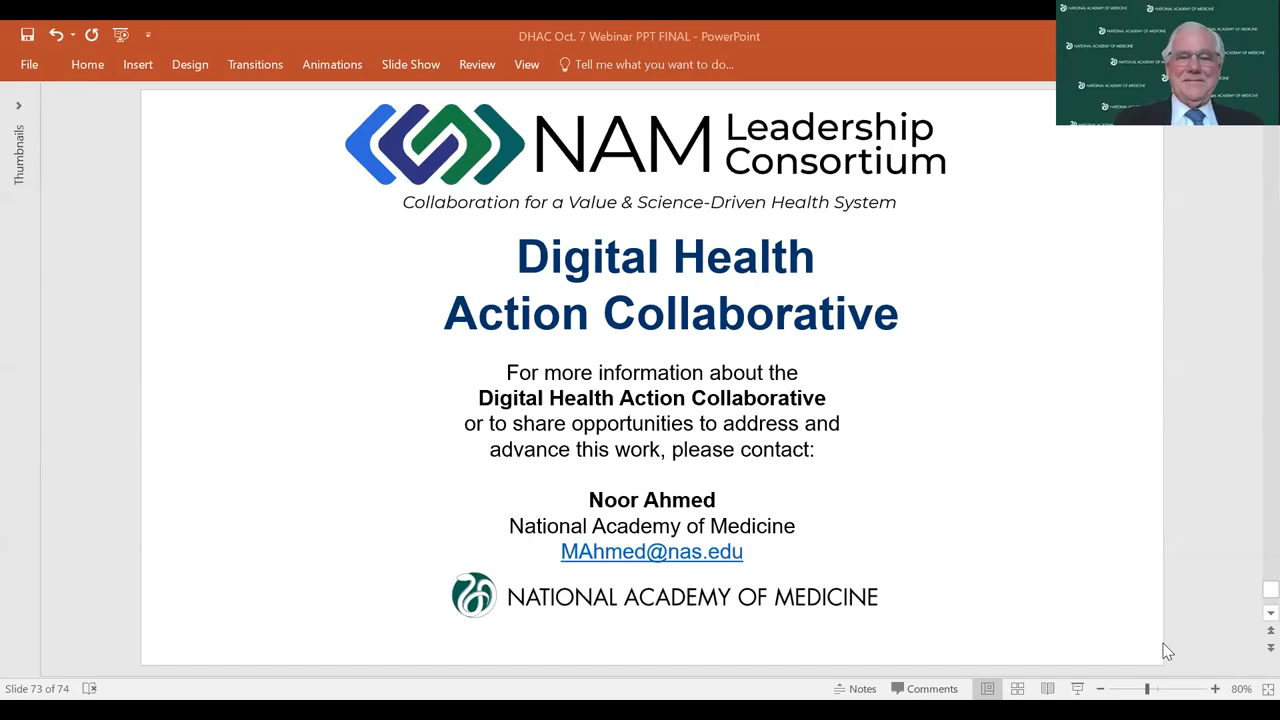 DHAC Oct. 7 Webinar PPT FINAL - PowerPoint
File Home Insert Design Transitions Animations Slide Show Review View Tell me what you want to do...
NATIONAL ACADEMY OF MEDICINE
Thumbnails
NAM Leadership Consortium
Collaboration for a Value & Science-Driven Health System
Digital Health
Action Collaborative
For more information about the
Digital Health Action Collaborative
or to share opportunities to address and
advance this work, please contact:
Noor Ahmed
National Academy of Medicine
MAhmed@nas.edu
NATIONAL ACADEMY OF MEDICINE
Slide 73 of 74 Notes Comments 80%